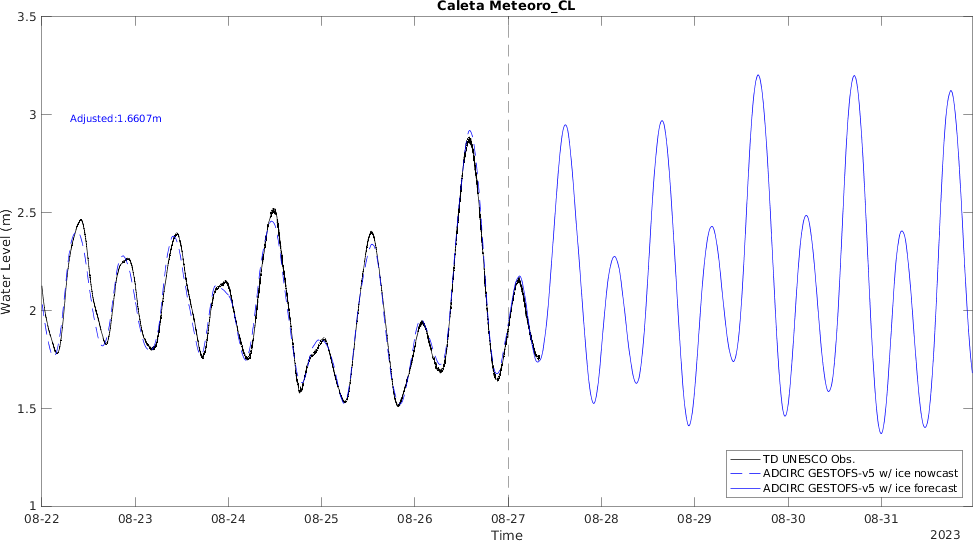 Caleta Meteoro_CL
3.5
3
2.5
2
1.5
1
Water Level (m)
Adjusted:1.6607m
TD UNESCO Obs.
ADCIRC GESTOFS-v5 w/ ice nowcast
ADCIRC GESTOFS-v5 w/ ice forecast
08-22 08-23 08-24 08-25 08-26 08-27 08-28 08-29 08-30 08-31
Time
2023